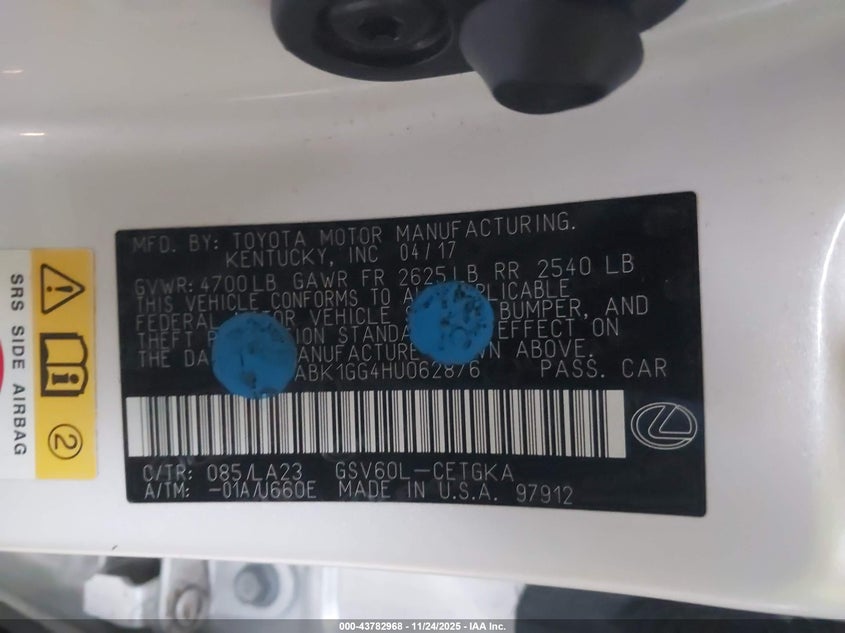 MFD. BY: TOYOTA MOTOR MANUFACTURING.
KENTUCKY, INC 04/17
GVWR: 4700LB GAWR FR 2625LB RR 2540 LB
THIS VEHICLE CONFORMS TO PLICABLE
FEDERAL VEHICLE BUMPER, AND
THEFT STANDA EFFECT ON
THE DA MANUFACTURE WN ABOVE.
ABK1GG4HU062876 PASS. CAR
C/TR: 085/LA23 GSV60L-CETGKA
A/TM: -01A/U660E MADE IN U.S.A. 97912
SRS SIDE AIRBAG
2
000-43782968 - 11/24/2025 - IAA Inc.